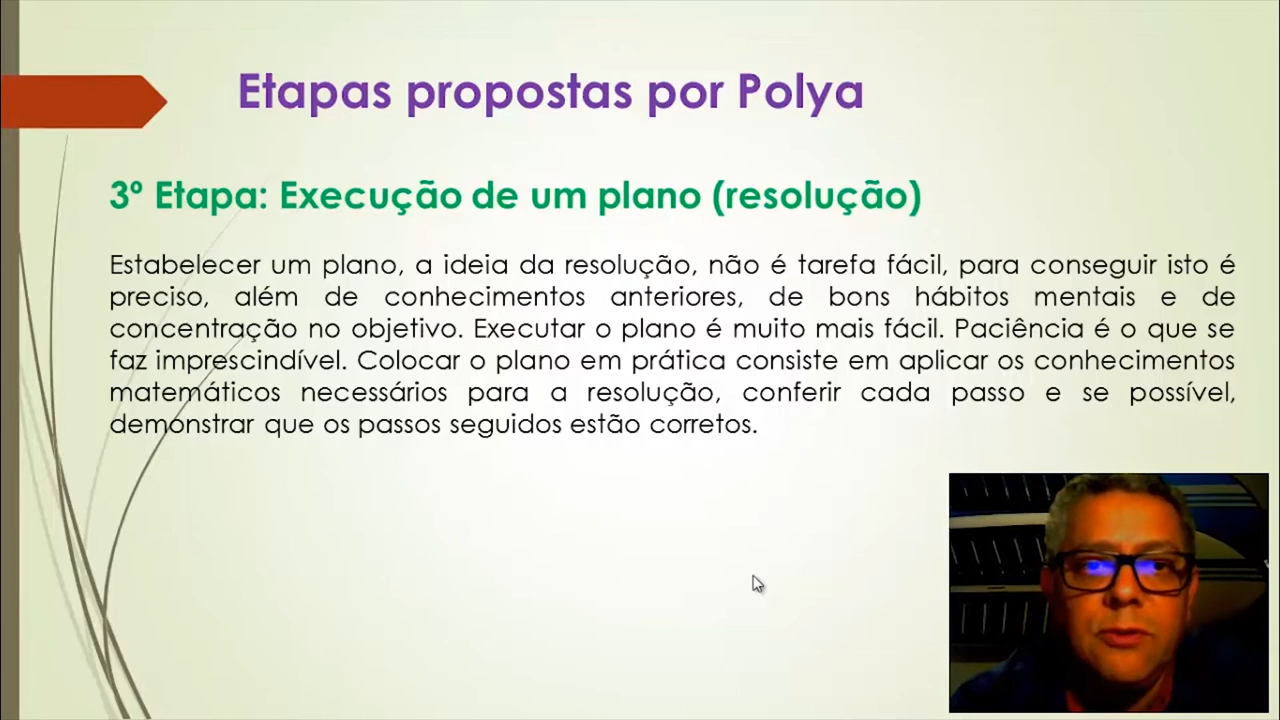 Etapas propostas por Polya
3º Etapa: Execução de um plano (resolução)
Estabelecer um plano, a ideia da resolução, não é tarefa fácil, para conseguir isto é
preciso, além de conhecimentos anteriores, de bons hábitos mentais e de
concentração no objetivo. Executar o plano é muito mais fácil. Paciência é o que se
faz imprescindível. Colocar o plano em prática consiste em aplicar os conhecimentos
matemáticos necessários para a resolução, conferir cada passo e se possível,
demonstrar que os passos seguidos estão corretos.